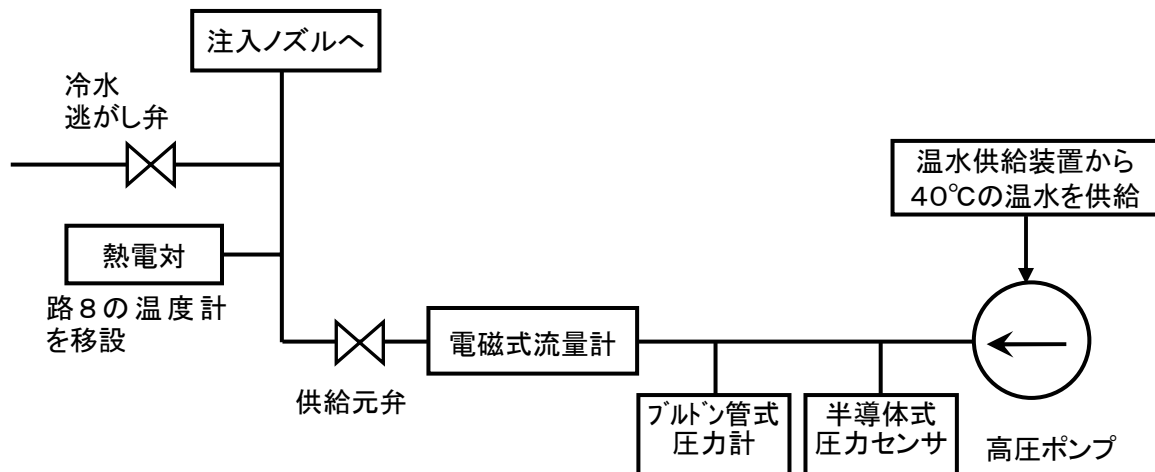 注入ノズルへ
冷水
逃がし弁
温水供給装置から
４０℃の温水を供給
熱電対
路８の温度計
を移設
電磁式流量計
供給元弁
ﾌﾞﾙﾄﾞﾝ管式
圧力計
半導体式
圧力センサ
高圧ポンプ